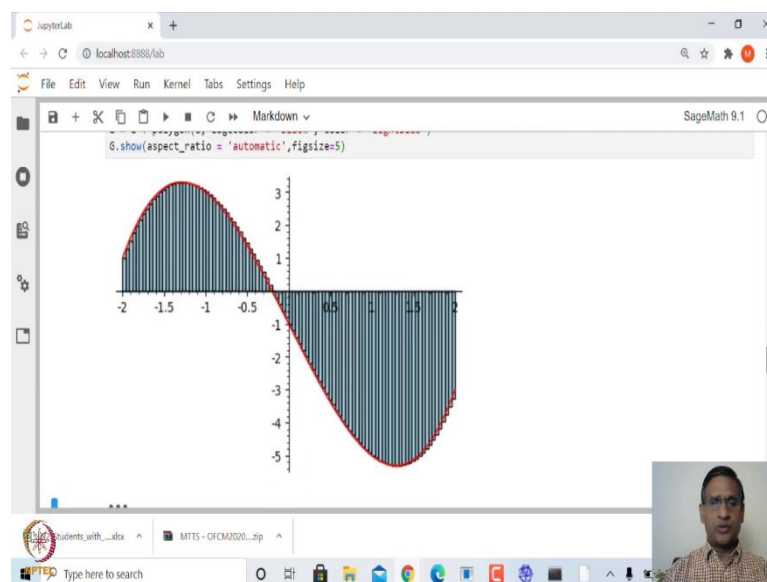 JupyterLab
localhost:8888/lab
M
File Edit View Run Kernel Tabs Settings Help
Markdown SageMath 9.1
G.show(aspect_ratio = 'automatic',figsize=5)
3
2
1
-2 -1.5 -1 -0.5 0.5 1 1.5 2
-1
-2
-3
-4
-5
MTTS - OFCM2020...zip
NPTEL Type here to search